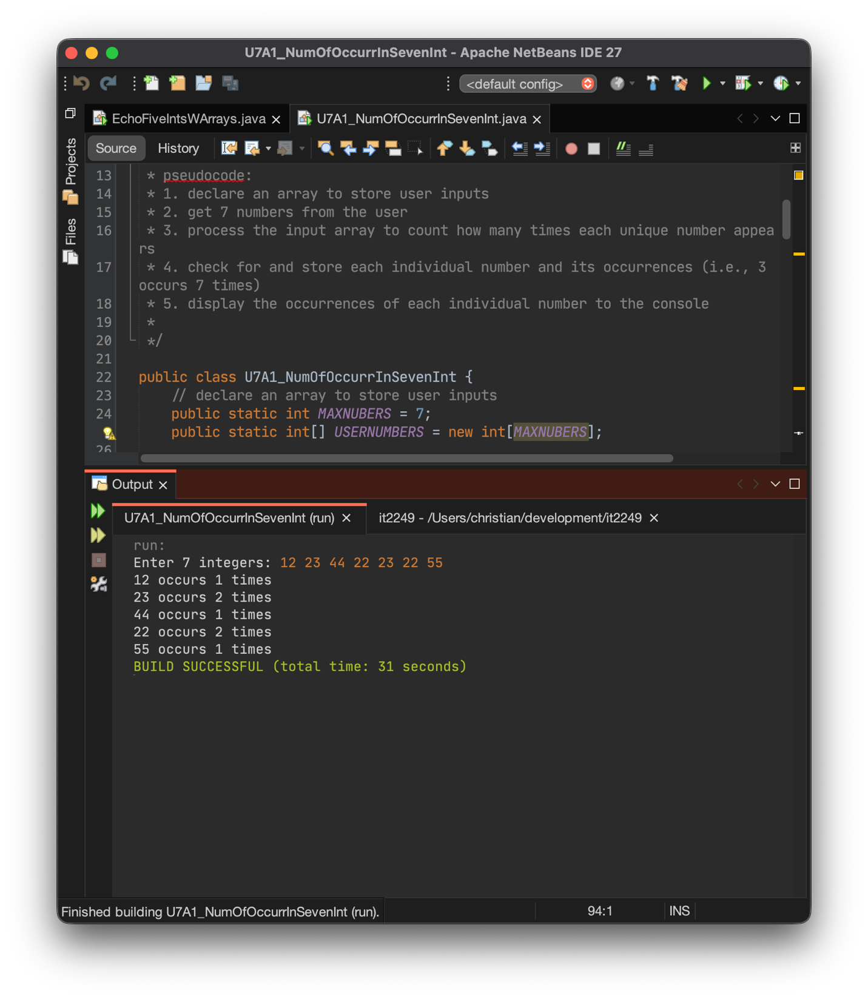 U7A1_NumOfOccurrInSevenInt - Apache NetBeans IDE 27
<default config>
EchoFiveIntsWArrays.java
U7A1_NumOfOccurrInSevenInt.java
Source
History
Projects
Files
13 * pseudocode:
14 * 1. declare an array to store user inputs
15 * 2. get 7 numbers from the user
16 * 3. process the input array to count how many times each unique number appea
rs
17 * 4. check for and store each individual number and its occurrences (i.e., 3
occurs 7 times)
18 * 5. display the occurrences of each individual number to the console
19 *
20 */
21
22 public class U7A1_NumOfOccurrInSevenInt {
23 // declare an array to store user inputs
24 public static int MAXNUBERS = 7;
public static int[] USERNUMBERS = new int[MAXNUBERS];
26
Output
U7A1_NumOfOccurrInSevenInt (run)
it2249 - /Users/christian/development/it2249
run:
Enter 7 integers: 12 23 44 22 23 22 55
12 occurs 1 times
23 occurs 2 times
44 occurs 1 times
22 occurs 2 times
55 occurs 1 times
BUILD SUCCESSFUL (total time: 31 seconds)
Finished building U7A1_NumOfOccurrInSevenInt (run).
94:1
INS